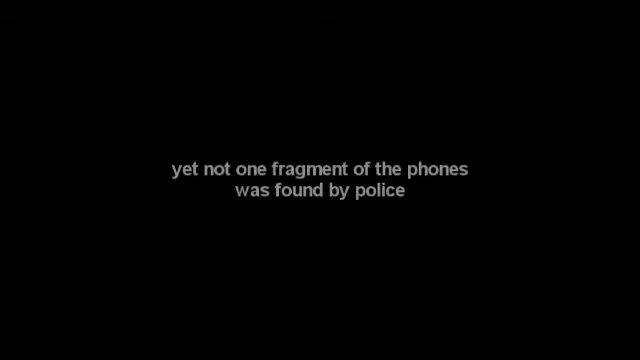 yet not one fragment of the phones
was found by police